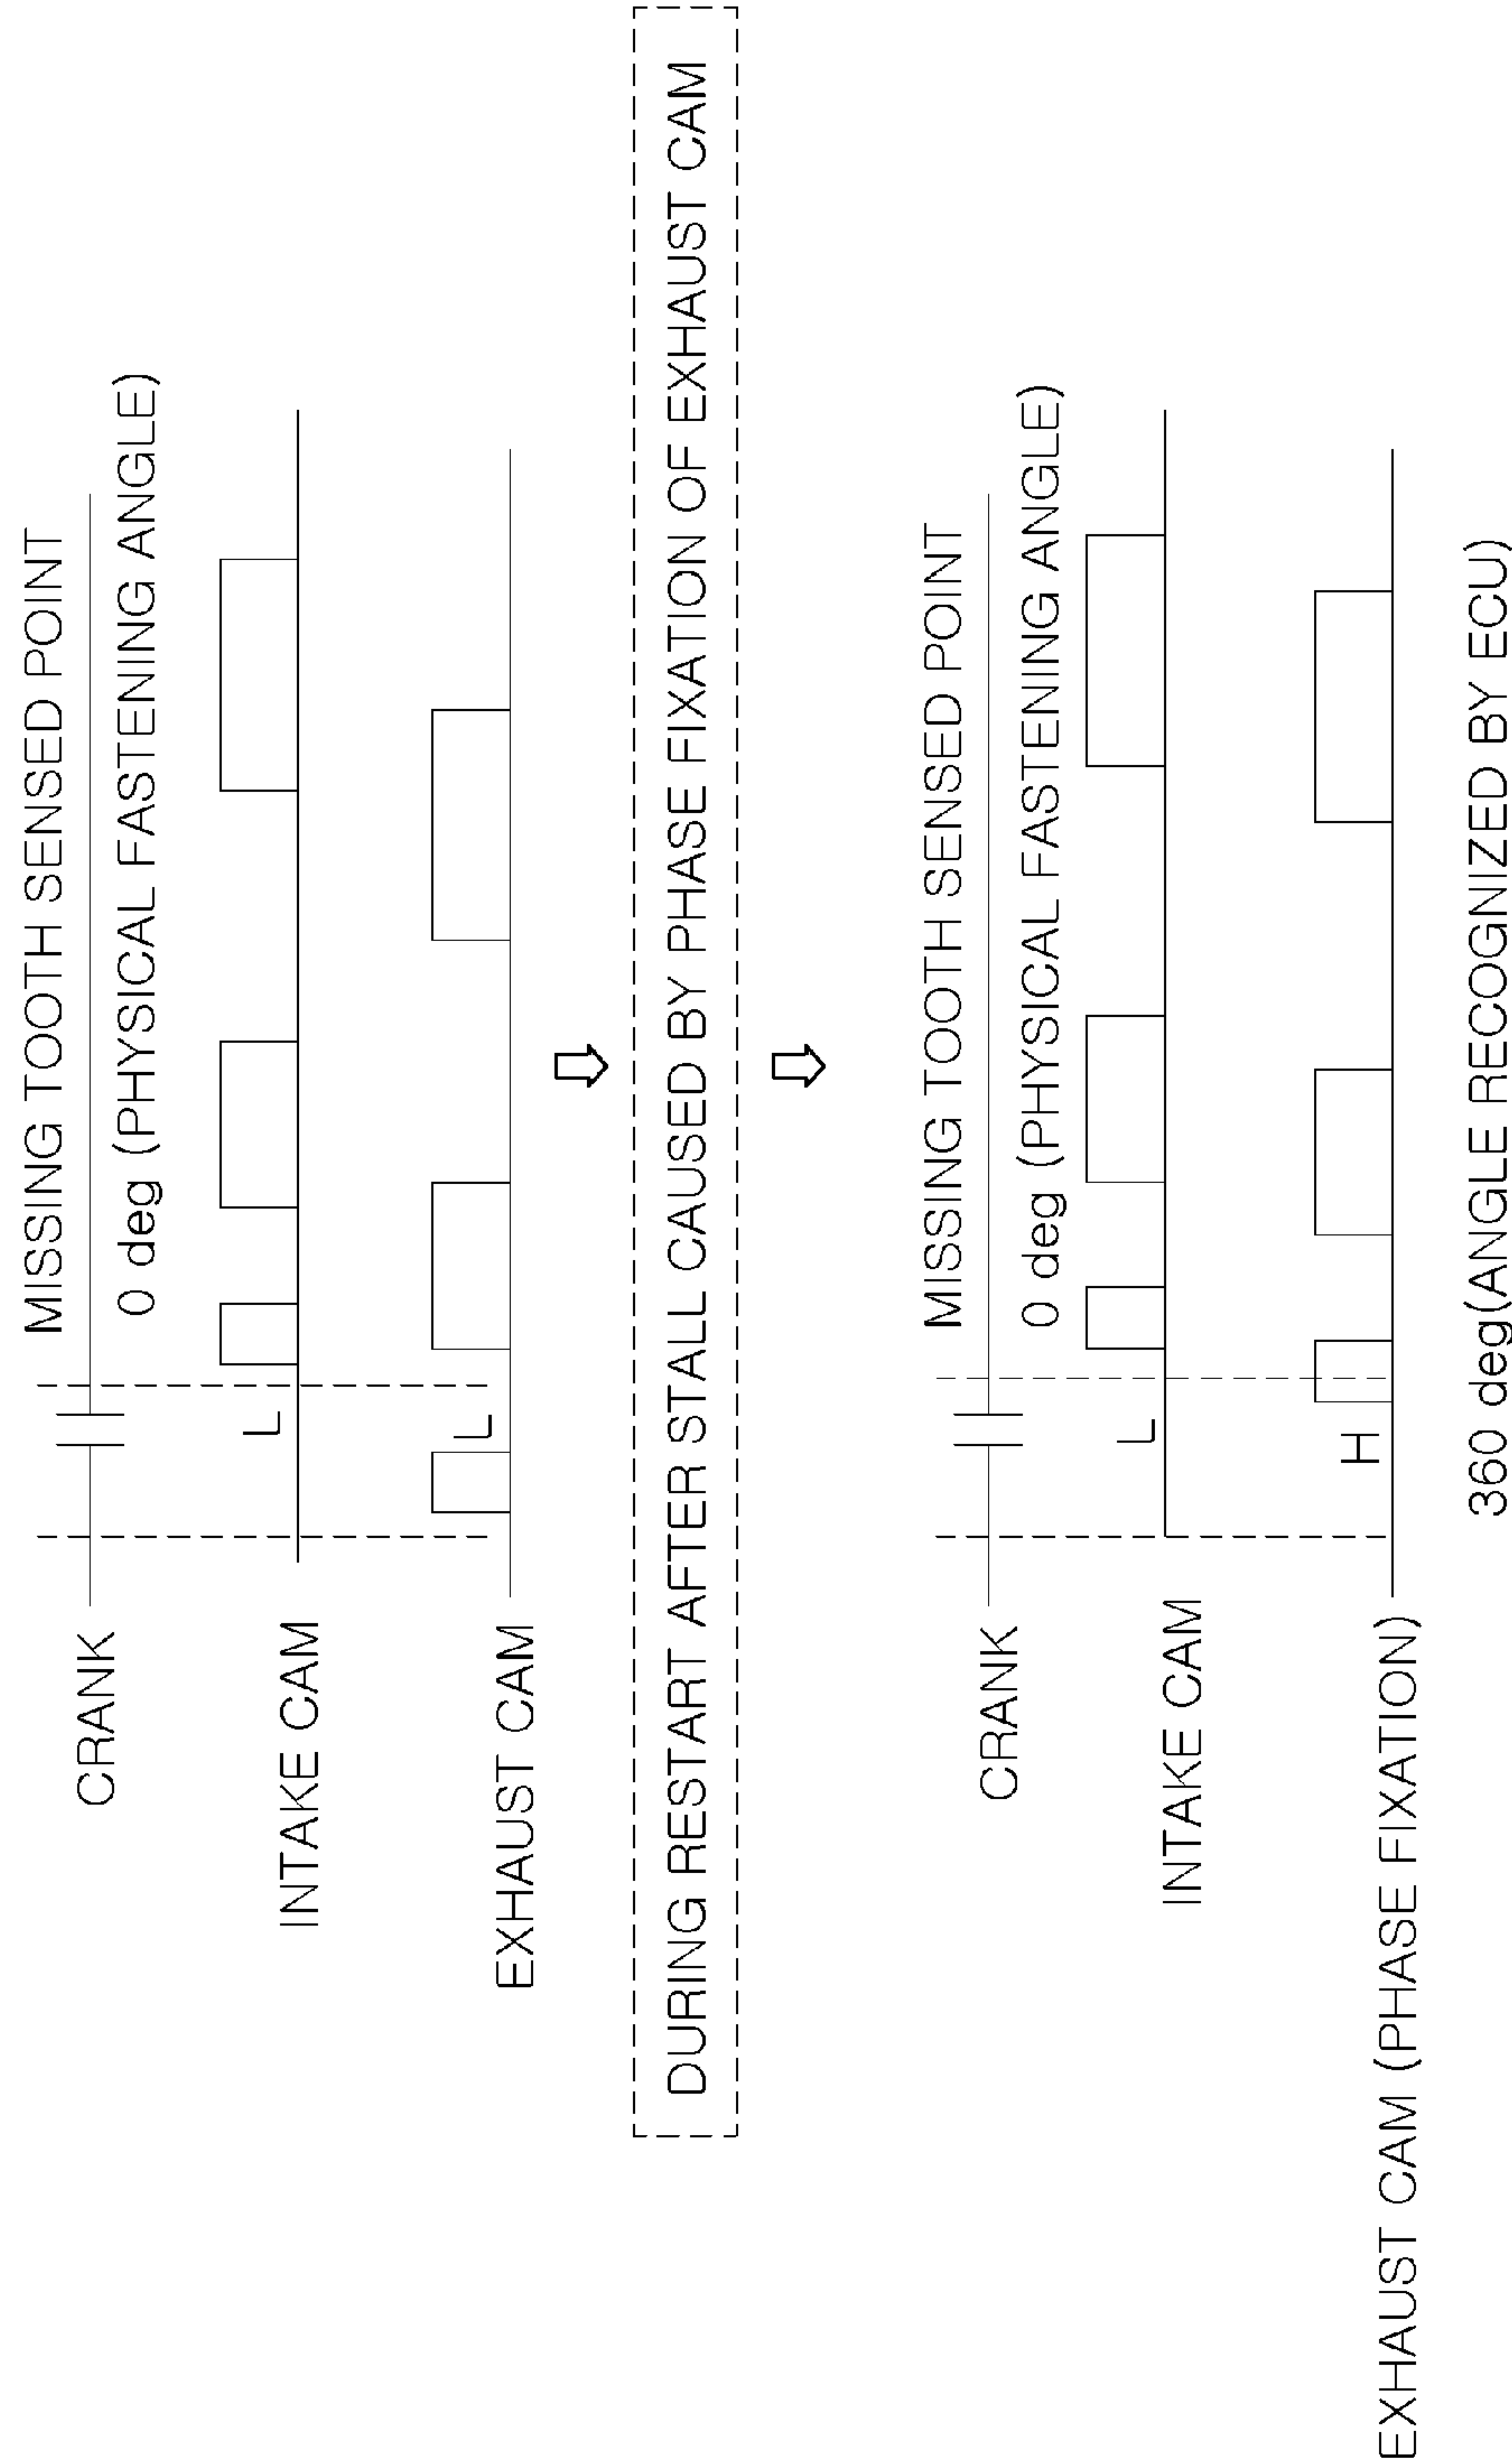 MISSING TOOTH SENSED POINT
CRANK
0 deg (PHYSICAL FASTENING ANGLE)
L
INTAKE CAM
L
EXHAUST CAM
DURING RESTART AFTER STALL CAUSED BY PHASE FIXATION OF EXHAUST CAM
MISSING TOOTH SENSED POINT
CRANK
0 deg (PHYSICAL FASTENING ANGLE)
L
INTAKE CAM
H
EXHAUST CAM (PHASE FIXATION)
360 deg(ANGLE RECOGNIZED BY ECU)